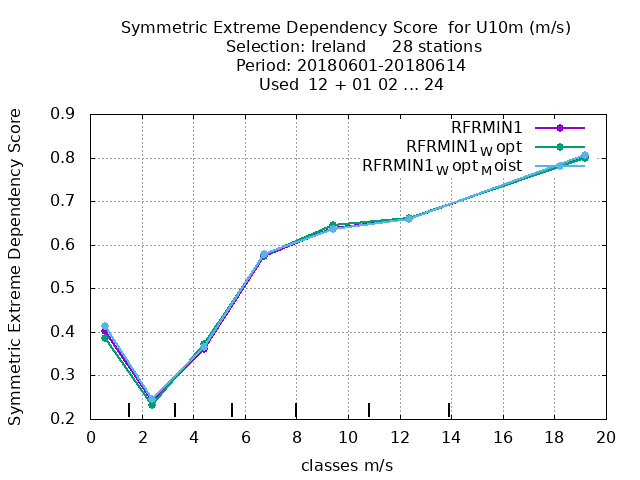 Symmetric Extreme Dependency Score for U10m (m/s)
Selection: Ireland 28 stations
Period: 20180601-20180614
Used 12 + 01 02 ... 24
Symmetric Extreme Dependency Score
0.9
0.8
0.7
0.6
0.5
0.4
0.3
0.2
RFRMIN1
RFRMIN1Wopt
RFRMIN1WoptMoist
0 2 4 6 8 10 12 14 16 18 20
classes m/s